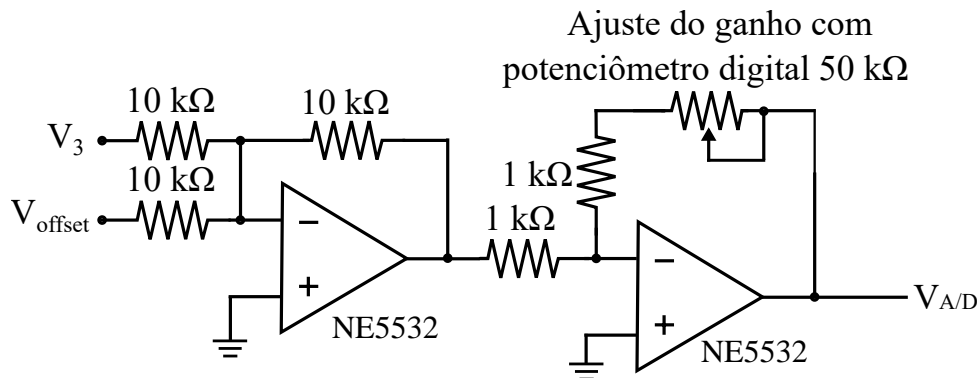 Ajuste do ganho com
potenciômetro digital 50 kΩ
10 kΩ
10 kΩ
V3
10 kΩ
Voffset
1 kΩ
1 kΩ
−
+
NE5532
−
+
NE5532
VA/D